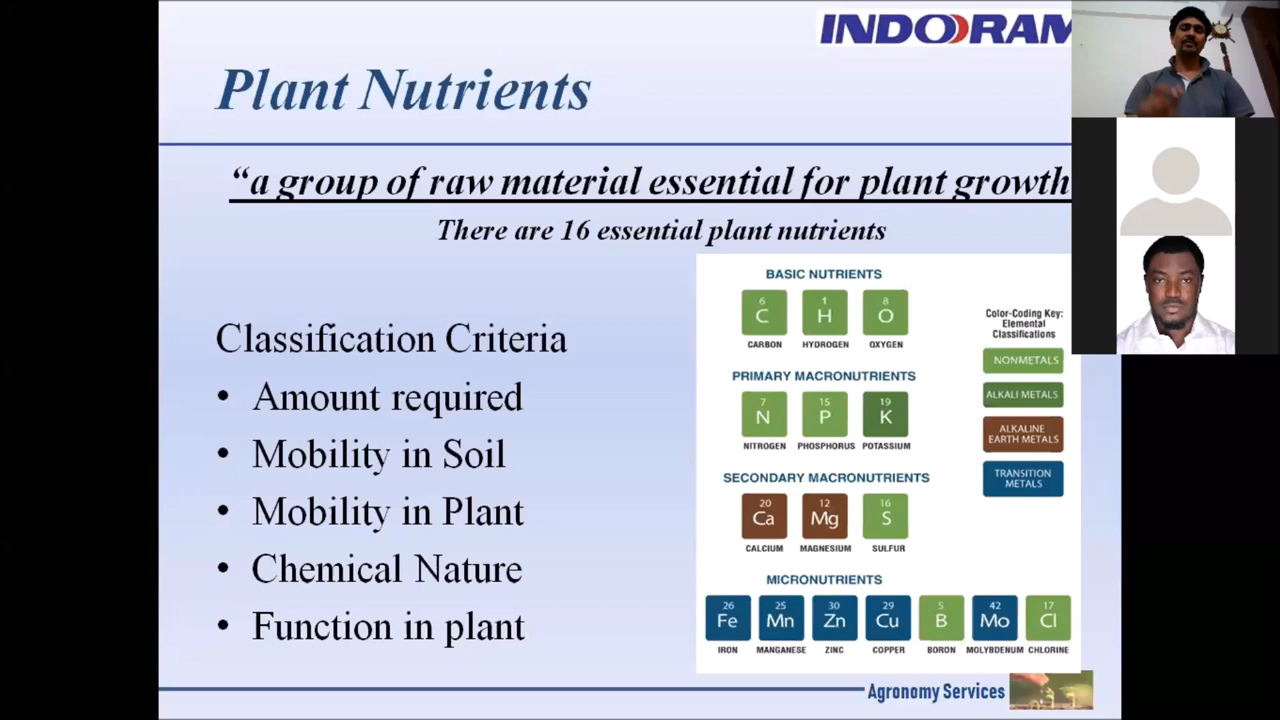 INDORAM
Plant Nutrients
“a group of raw material essential for plant growth
There are 16 essential plant nutrients
Classification Criteria
• Amount required
• Mobility in Soil
• Mobility in Plant
• Chemical Nature
• Function in plant
BASIC NUTRIENTS
6 1 8
C H O
CARBON HYDROGEN OXYGEN
PRIMARY MACRONUTRIENTS
7 15 19
N P K
NITROGEN PHOSPHORUS POTASSIUM
SECONDARY MACRONUTRIENTS
20 12 16
Ca Mg S
CALCIUM MAGNESIUM SULFUR
MICRONUTRIENTS
26 25 30 29 5 42 17
Fe Mn Zn Cu B Mo Cl
IRON MANGANESE ZINC COPPER BORON MOLYBDENUM CHLORINE
Color-Coding Key:
Elemental
Classifications
NONMETALS
ALKALI METALS
ALKALINE
EARTH METALS
TRANSITION
METALS
Agronomy Services